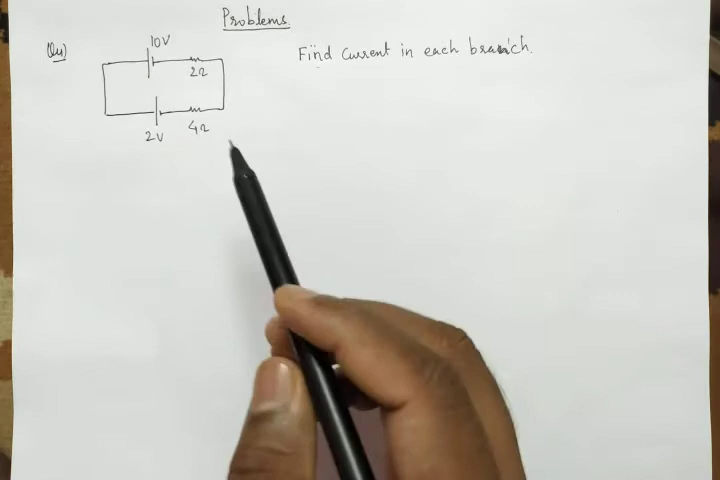 Problems.
Qu) Find current in each branch.
10V
2Ω
2V
4Ω